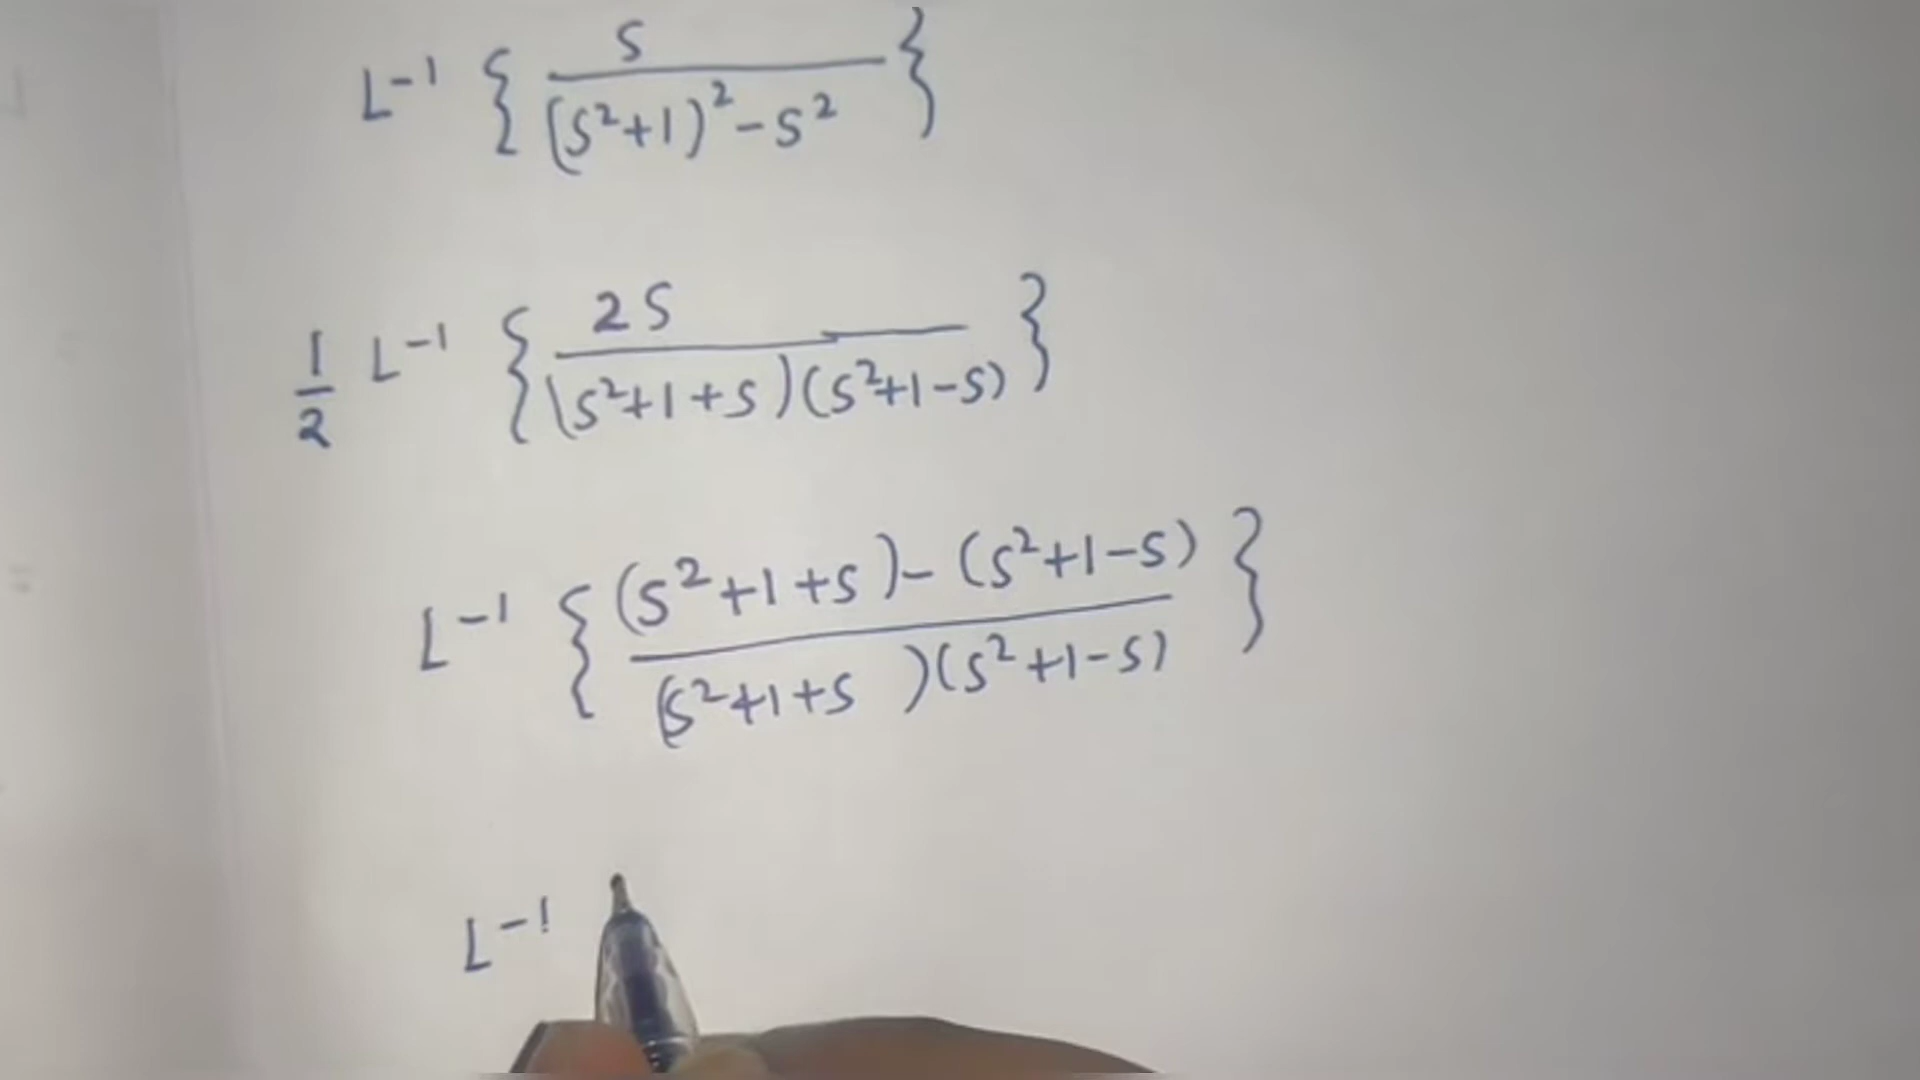 L⁻¹ { s / (s²+1)² - s² }
1/2 L⁻¹ { 2s / (s²+1+s)(s²+1-s) }
L⁻¹ { (s²+1+s) - (s²+1-s) / (s²+1+s)(s²+1-s) }
L⁻¹